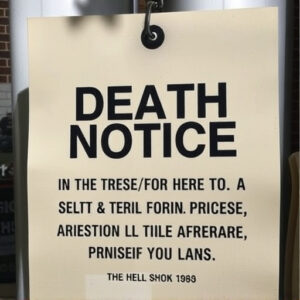 DEATH
NOTICE
IN THE TRESE/FOR HERE TO. A
SELTT & TERIL FORIN. PRICESE,
ARIESTION LL TIILE AFRERARE,
PRNISEIF YOU LANS.
THE HELL SHOK 1989